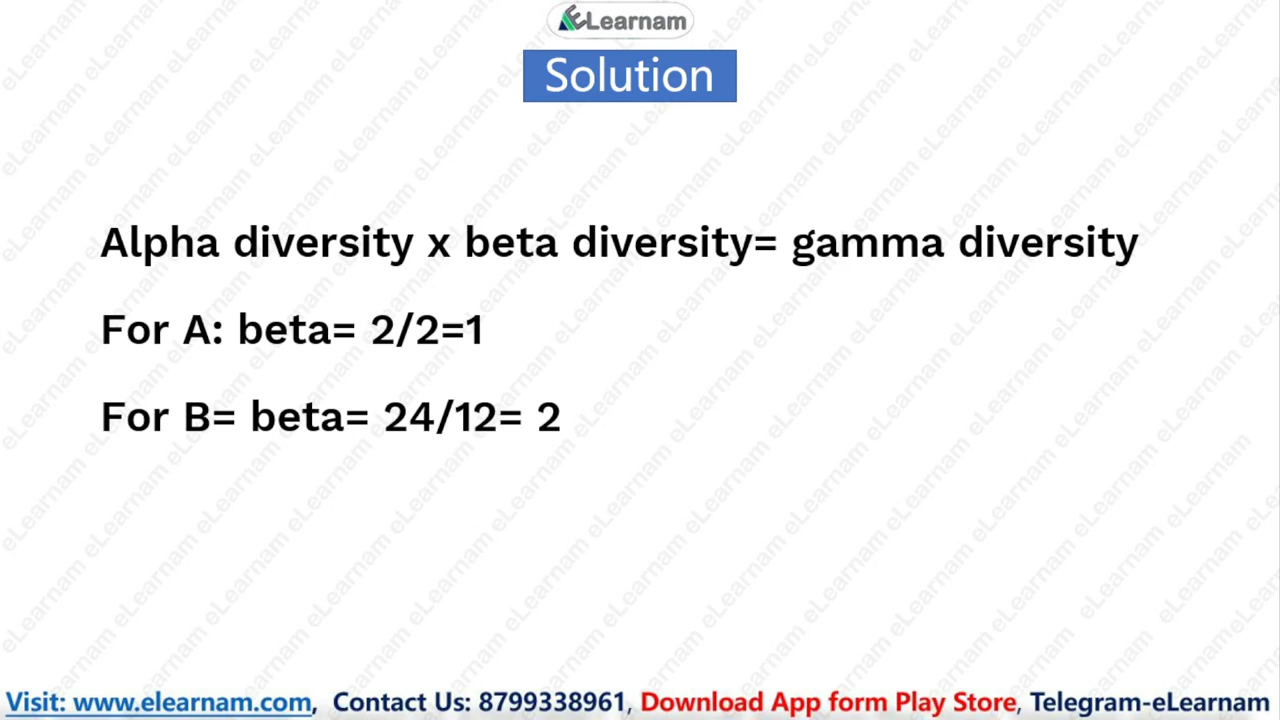 eLearnam
Solution
Alpha diversity x beta diversity= gamma diversity
For A: beta= 2/2=1
For B= beta= 24/12= 2
Visit: www.elearnam.com, Contact Us: 8799338961, Download App form Play Store, Telegram-eLearnam